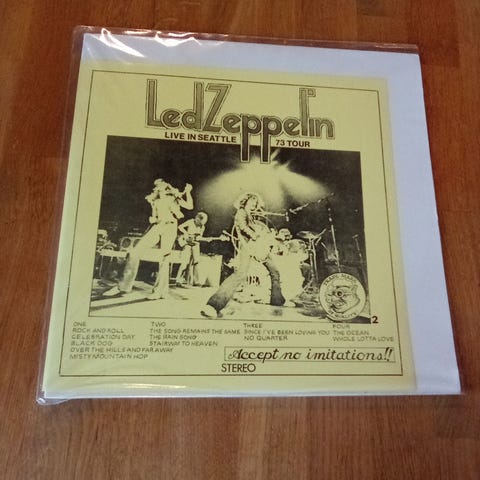 Led Zeppelin
LIVE IN SEATTLE 73 TOUR
2
ONE
ROCK AND ROLL
CELEBRATION DAY
BLACK DOG
OVER THE HILLS AND FAR AWAY
MISTY MOUNTAIN HOP
TWO
THE SONG REMAINS THE SAME
THE RAIN SONG
STAIRWAY TO HEAVEN
THREE
SINCE I'VE BEEN LOVING YOU
NO QUARTER
FOUR
THE OCEAN
WHOLE LOTTA LOVE
Accept no imitations!!
STEREO